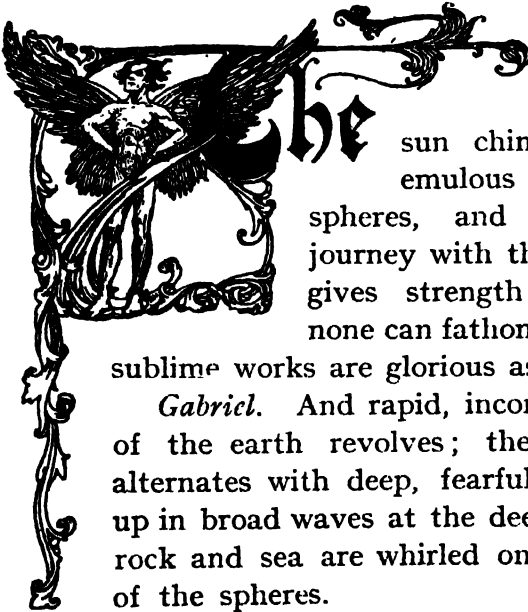 The
sun chin
emulous
spheres, and
journey with th
gives strength
none can fathom
sublime works are glorious as
Gabriel. And rapid, incon
of the earth revolves; the
alternates with deep, fearful
up in broad waves at the dee
rock and sea are whirled on
of the spheres.